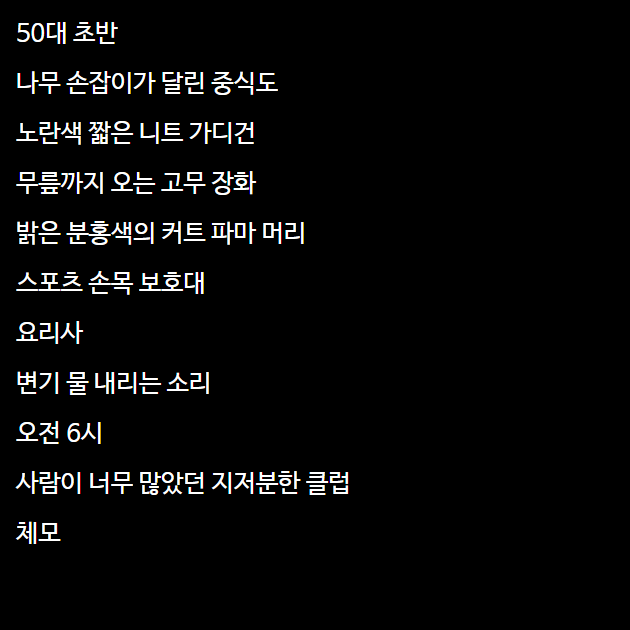 50대 초반
나무 손잡이가 달린 중식도
노란색 짧은 니트 가디건
무릎까지 오는 고무 장화
밝은 분홍색의 커트 파마 머리
스포츠 손목 보호대
요리사
변기 물 내리는 소리
오전 6시
사람이 너무 많았던 지저분한 클럽
체모